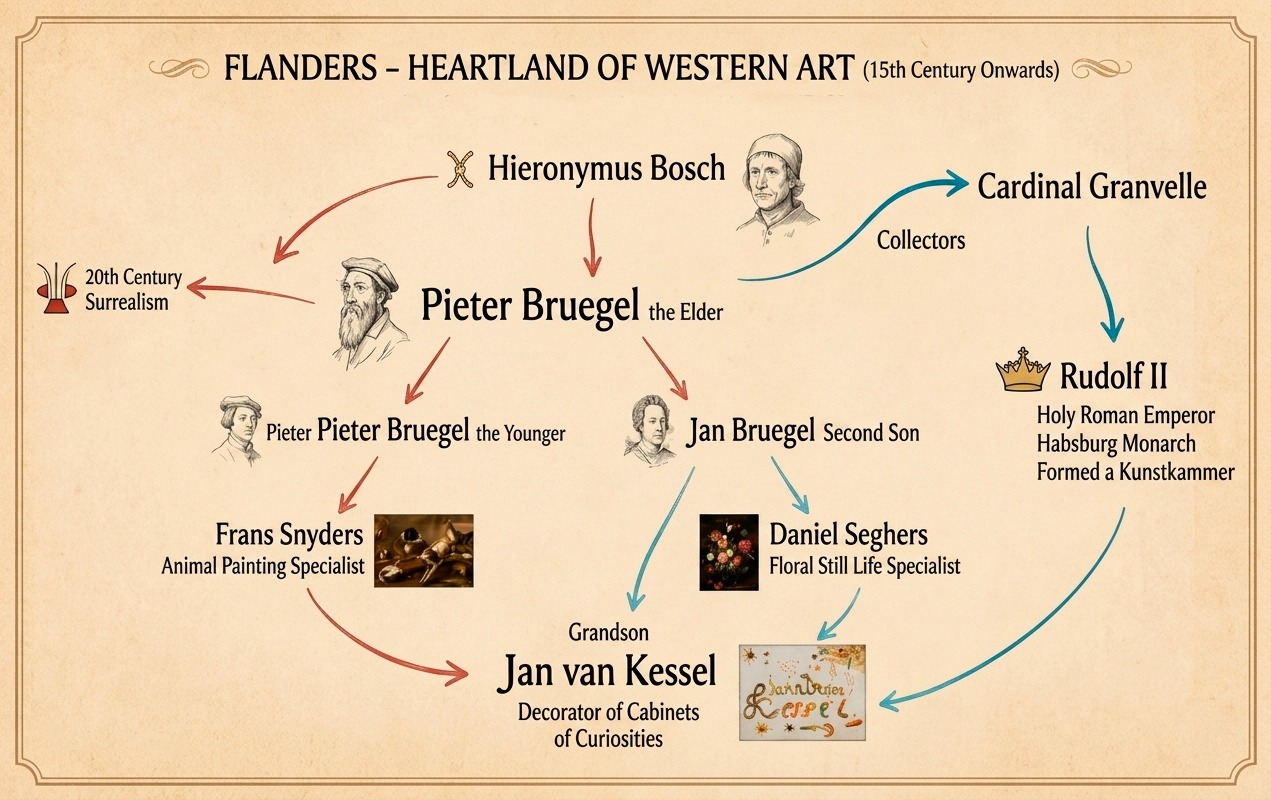 FLANDERS – HEARTLAND OF WESTERN ART (15th Century Onwards)
Hieronymus Bosch
Cardinal Granvelle
Collectors
20th Century
Surrealism
Pieter Bruegel the Elder
Rudolf II
Holy Roman Emperor
Habsburg Monarch
Formed a Kunstkammer
Pieter Pieter Bruegel the Younger
Jan Bruegel Second Son
Frans Snyders
Animal Painting Specialist
Daniel Seghers
Floral Still Life Specialist
Grandson
Jan van Kessel
Decorator of Cabinets
of Curiosities
Kessel.